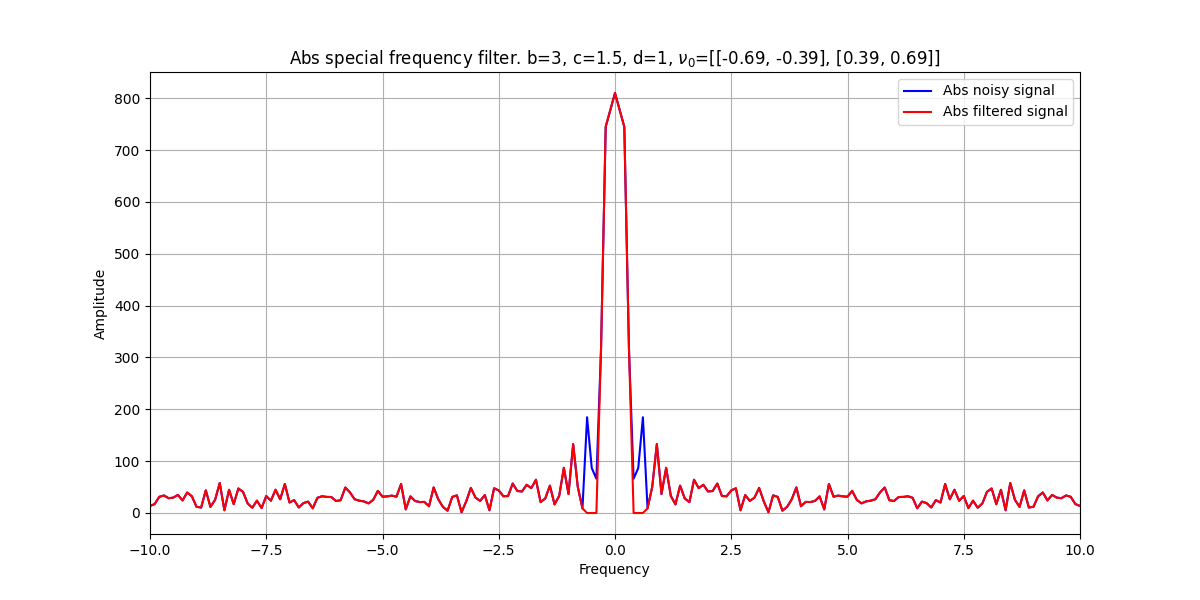 Abs special frequency filter. b=3, c=1.5, d=1, ν₀=[[-0.69, -0.39], [0.39, 0.69]]
Abs noisy signal
Abs filtered signal
Amplitude
800
700
600
500
400
300
200
100
0
−10.0 −7.5 −5.0 −2.5 0.0 2.5 5.0 7.5 10.0
Frequency